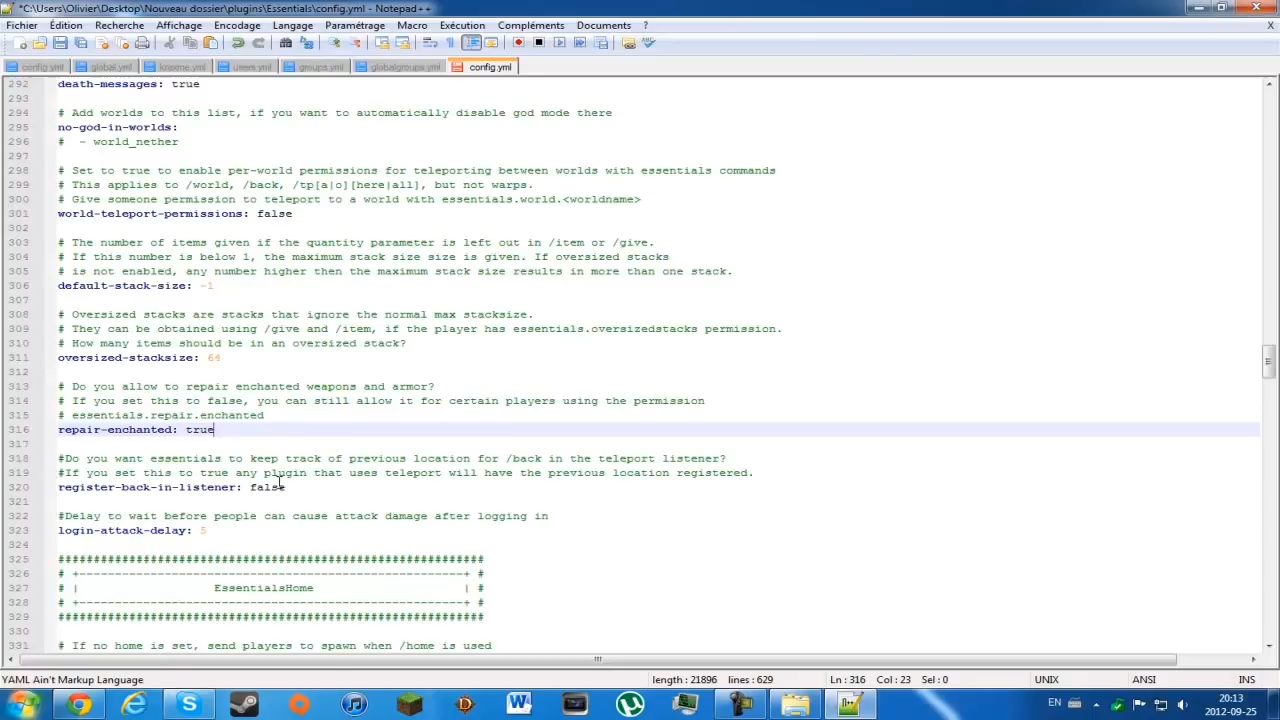 *C:\Users\Olivier\Desktop\Nouveau dossier\plugins\Essentials\config.yml - Notepad++
Fichier Édition Recherche Affichage Encodage Langage Paramétrage Macro Exécution Compléments Documents ? X
config.yml global.yml users.yml groups.yml globalgroups.yml config.yml
292 death-messages: true
293
294 # Add worlds to this list, if you want to automatically disable god mode there
295 no-god-in-worlds:
296 #  - world_nether
297
298 # Set to true to enable per-world permissions for teleporting between worlds with essentials commands
299 # This applies to /world, /back, /tp[a|o][here|all], but not warps.
300 # Give someone permission to teleport to a world with essentials.world.<worldname>
301 world-teleport-permissions: false
302
303 # The number of items given if the quantity parameter is left out in /item or /give.
304 # If this number is below 1, the maximum stack size size is given. If oversized stacks
305 # is not enabled, any number higher then the maximum stack size results in more than one stack.
306 default-stack-size: -1
307
308 # Oversized stacks are stacks that ignore the normal max stacksize.
309 # They can be obtained using /give and /item, if the player has essentials.oversizedstacks permission.
310 # How many items should be in an oversized stack?
311 oversized-stacksize: 64
312
313 # Do you allow to repair enchanted weapons and armor?
314 # If you set this to false, you can still allow it for certain players using the permission
315 # essentials.repair.enchanted
316 repair-enchanted: true
317
318 #Do you want essentials to keep track of previous location for /back in the teleport listener?
319 #If you set this to true any plugin that uses teleport will have the previous location registered.
320 register-back-in-listener: false
321
322 #Delay to wait before people can cause attack damage after logging in
323 login-attack-delay: 5
324
325 ############################################################
326 # +------------------------------------------------------+ #
327 # |                   EssentialsHome                     | #
328 # +------------------------------------------------------+ #
329 ############################################################
330
331 # If no home is set, send players to spawn when /home is used
YAML Ain't Markup Language length : 21896 lines : 629 Ln : 316 Col : 23 Sel : 0 UNIX ANSI INS
EN 20:13
2012-09-25